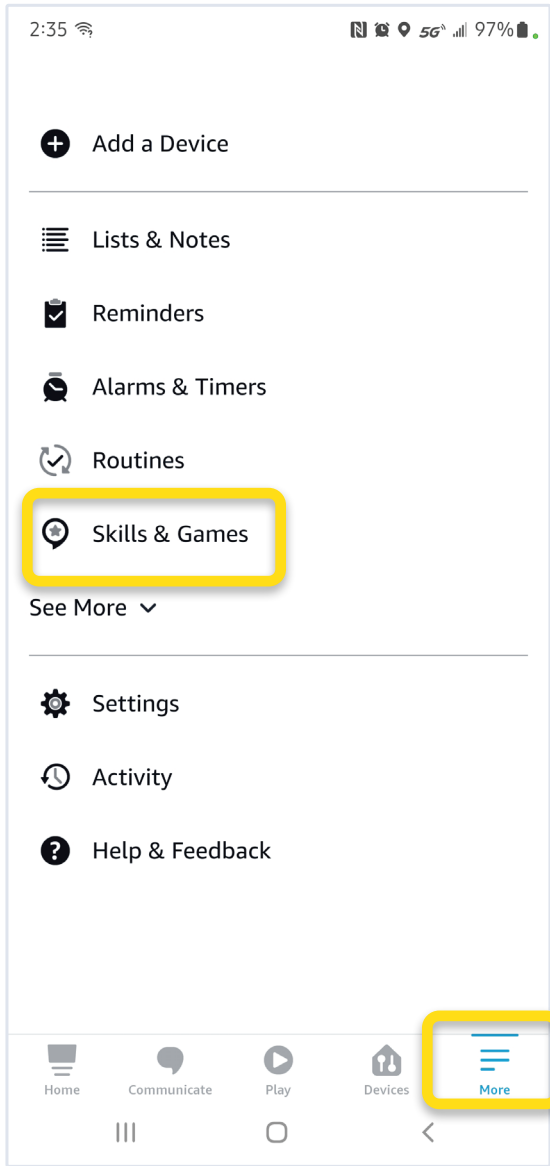 2:35 5G 97%
Add a Device
Lists & Notes
Reminders
Alarms & Timers
Routines
Skills & Games
See More
Settings
Activity
Help & Feedback
Home Communicate Play Devices More